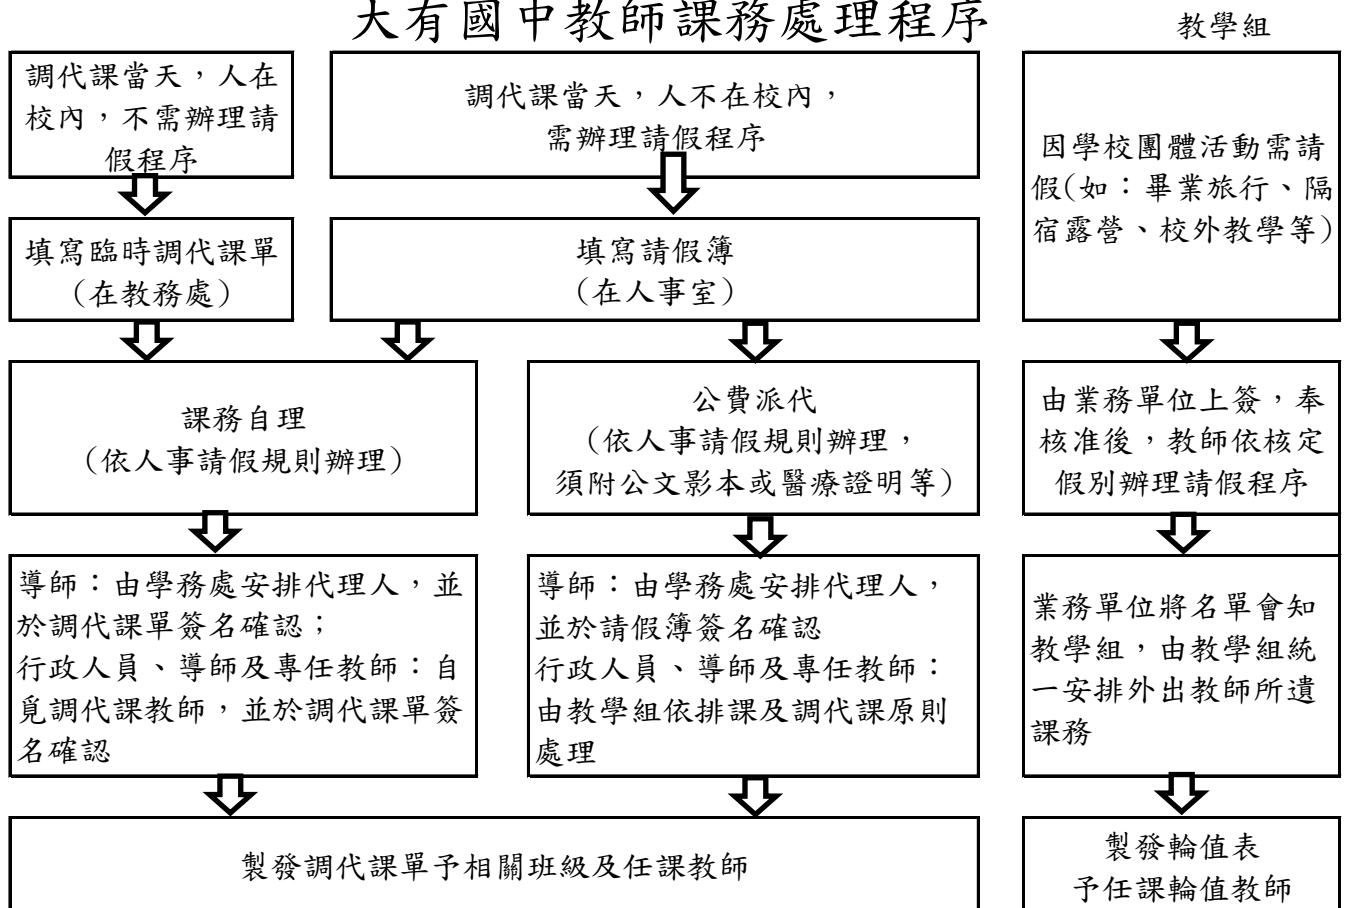 大有國中教師課務處理程序
教學組
調代課當天，人在
校內，不需辦理請
假程序
調代課當天，人不在校內，
需辦理請假程序
因學校團體活動需請
假(如：畢業旅行、隔
宿露營、校外教學等)
填寫臨時調代課單
(在教務處)
填寫請假簿
(在人事室)
課務自理
(依人事請假規則辦理)
公費派代
(依人事請假規則辦理，
須附公文影本或醫療證明等)
由業務單位上簽，奉
核准後，教師依核定
假別辦理請假程序
導師：由學務處安排代理人，並
於調代課單簽名確認；
行政人員、導師及專任教師：自
覓調代課教師，並於調代課單簽
名確認
導師：由學務處安排代理人，
並於請假簿簽名確認
行政人員、導師及專任教師：
由教學組依排課及調代課原則
處理
業務單位將名單會知
教學組，由教學組統
一安排外出教師所遺
課務
製發調代課單予相關班級及任課教師
製發輪值表
予任課輪值教師